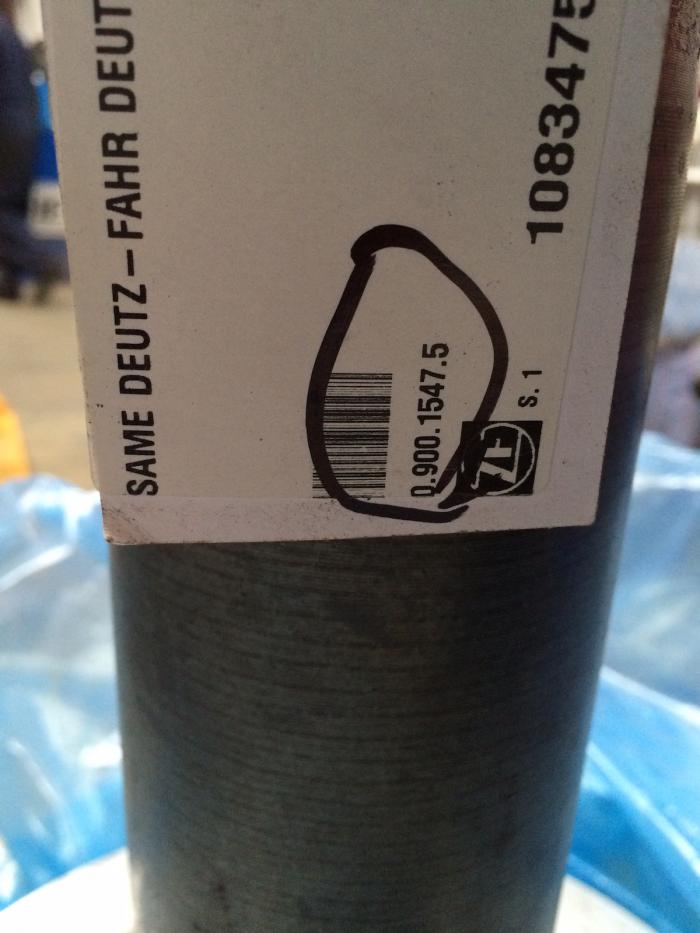 SAME DEUTZ-FAHR DEUT
1083475
0.900.1547.5
S. 1
ZF